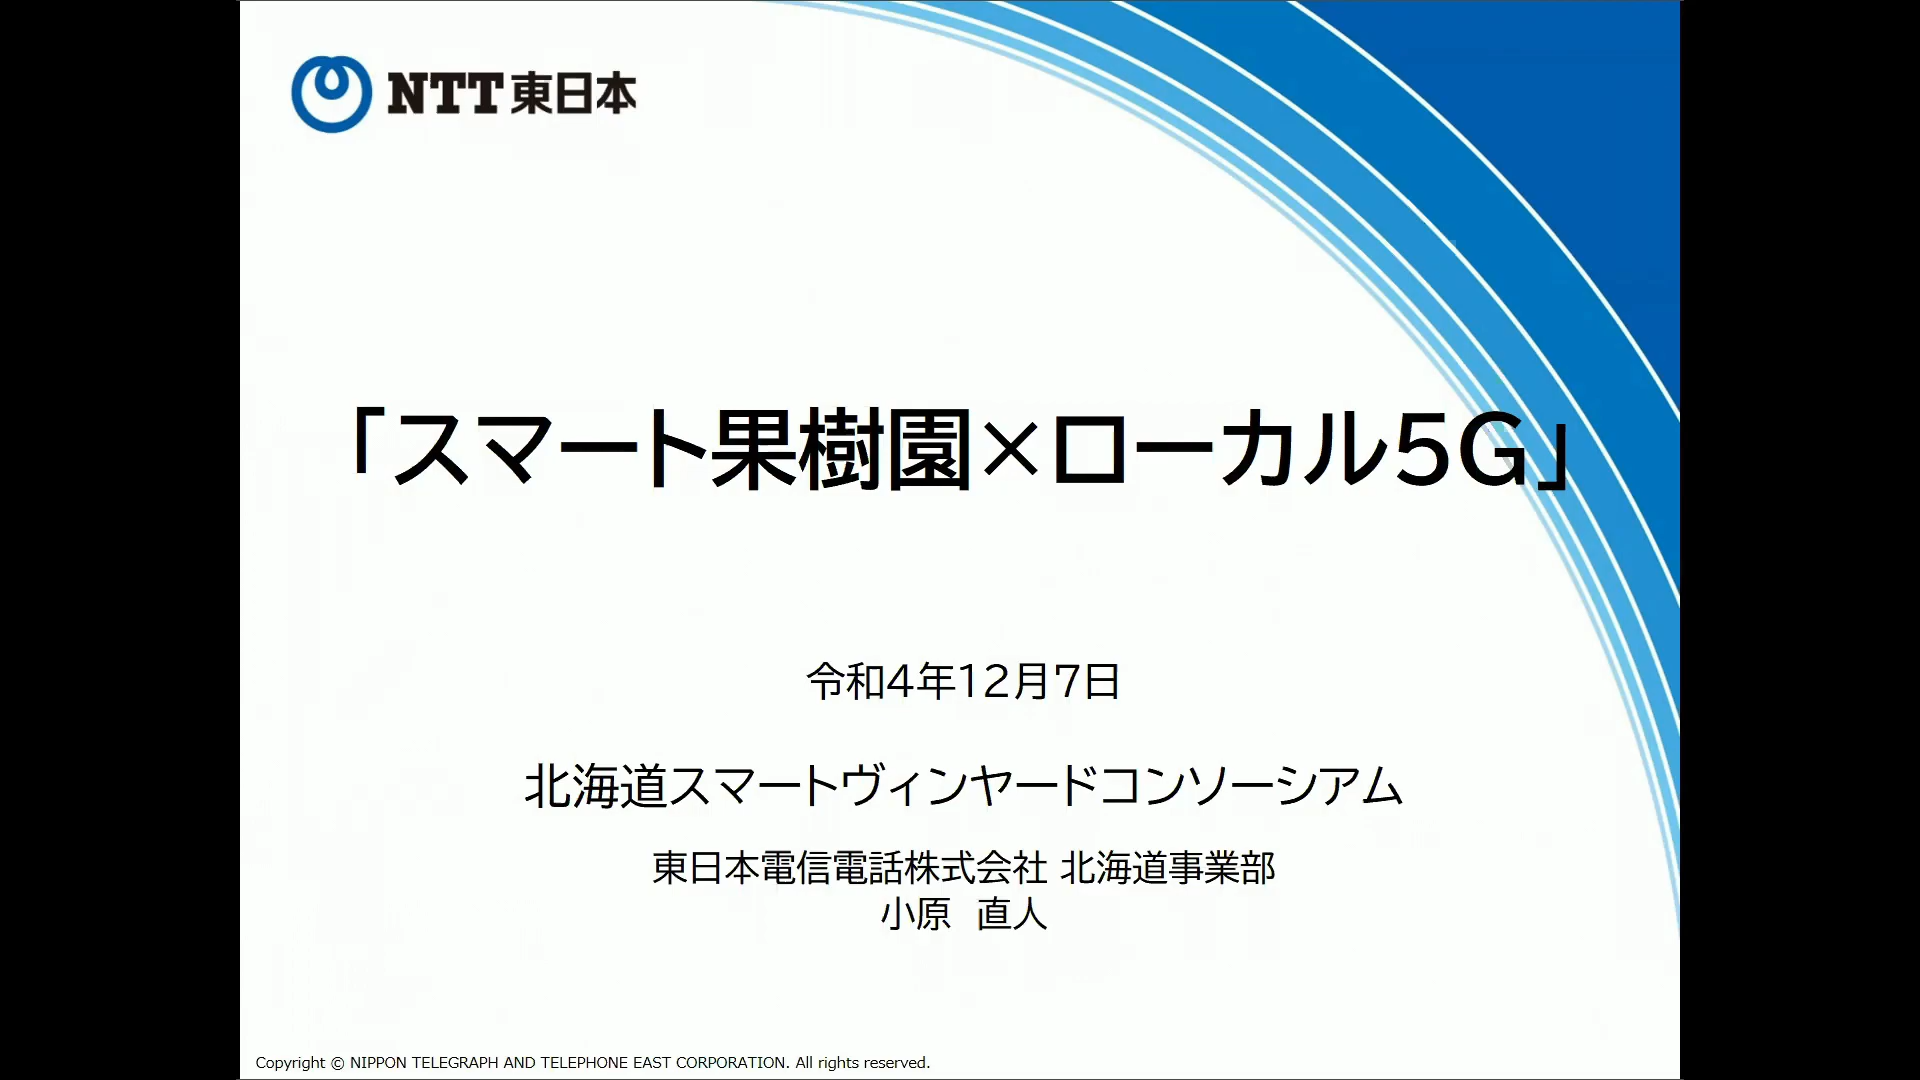 NTT東日本
「スマート果樹園×ローカル5G」
令和4年12月7日
北海道スマートヴィンヤードコンソーシアム
東日本電信電話株式会社 北海道事業部
小原　直人
Copyright © NIPPON TELEGRAPH AND TELEPHONE EAST CORPORATION. All rights reserved.